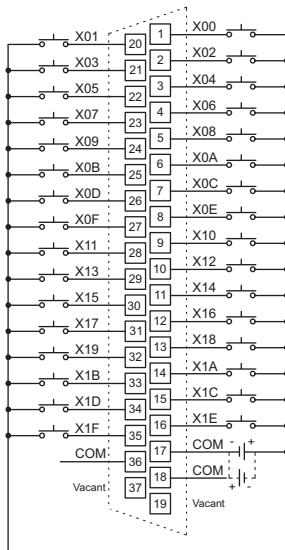 X01 20 1 X00
X03 21 2 X02
X05 22 3 X04
X07 23 4 X06
X09 24 5 X08
X0B 25 6 X0A
X0D 26 7 X0C
X0F 27 8 X0E
X11 28 9 X10
X13 29 10 X12
X15 30 11 X14
X17 31 12 X16
X19 32 13 X18
X1B 33 14 X1A
X1D 34 15 X1C
X1F 35 16 X1E
COM 36 17 COM - +
Vacant 37 18 COM + -
19 Vacant